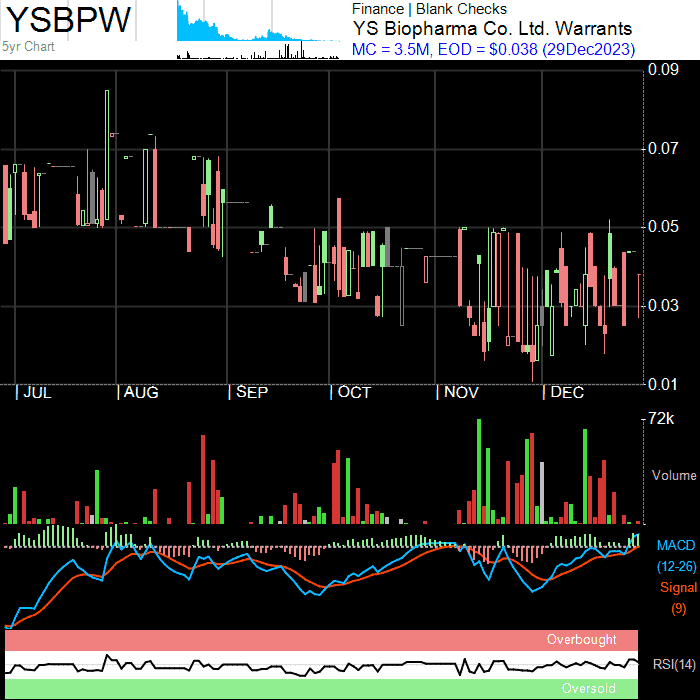 YSBPW
5yr Chart
Finance | Blank Checks
YS Biopharma Co. Ltd. Warrants
MC = 3.5M, EOD = $0.038 (29Dec2023)
0.09
0.07
0.05
0.03
0.01
| JUL | AUG | SEP | OCT | NOV | DEC
72k
Volume
MACD
(12-26)
Signal
(9)
Overbought
RSI(14)
Oversold